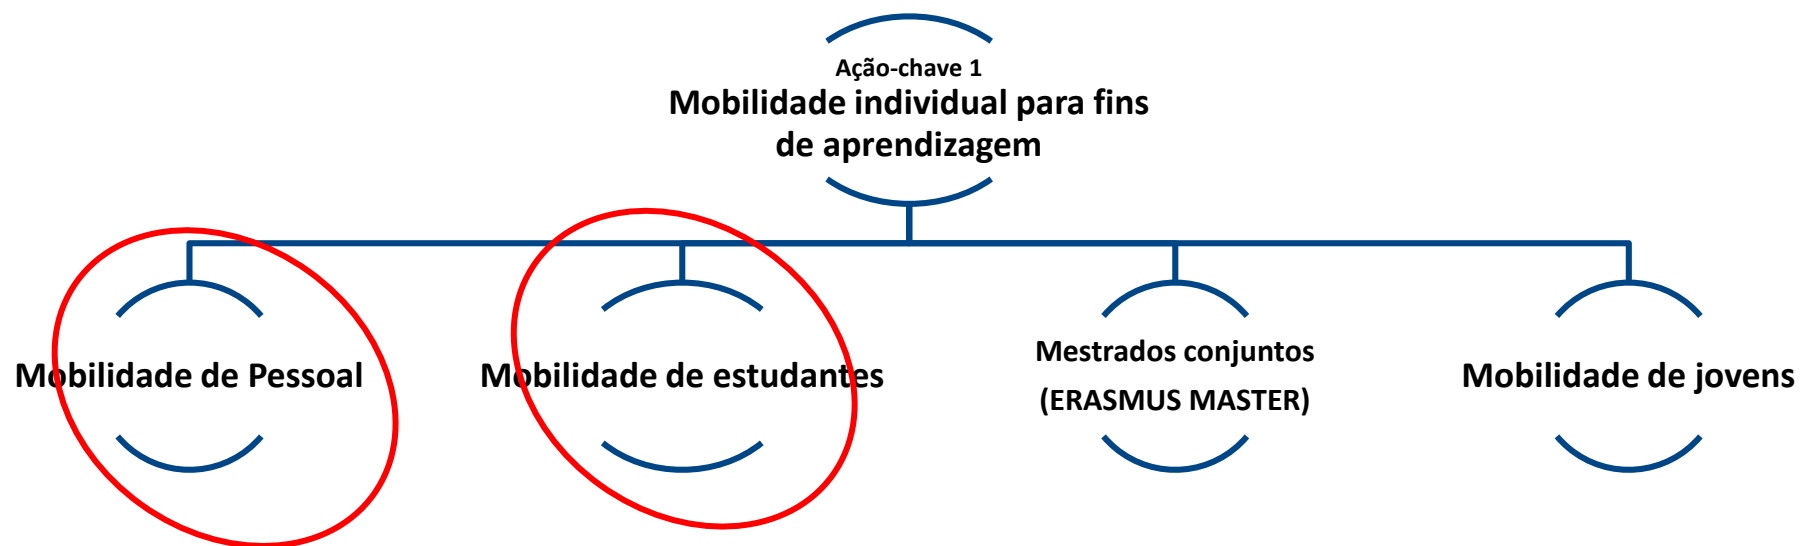 Ação-chave 1
Mobilidade individual para fins
de aprendizagem
Mobilidade de Pessoal
Mobilidade de estudantes
Mestrados conjuntos
(ERASMUS MASTER)
Mobilidade de jovens